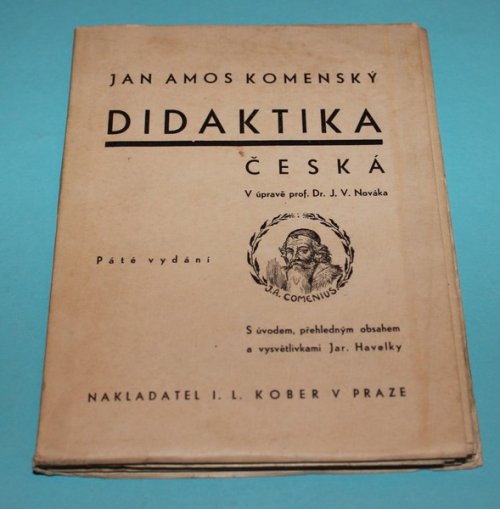 JAN AMOS KOMENSKÝ
DIDAKTIKA
ČESKÁ
V úpravě prof. Dr. J. V. Nováka
Páté vydání
J. A. COMENIUS.
S úvodem, přehledným obsahem
a vysvětlivkami Jar. Havelky
NAKLADATEL I. L. KOBER V PRAZE